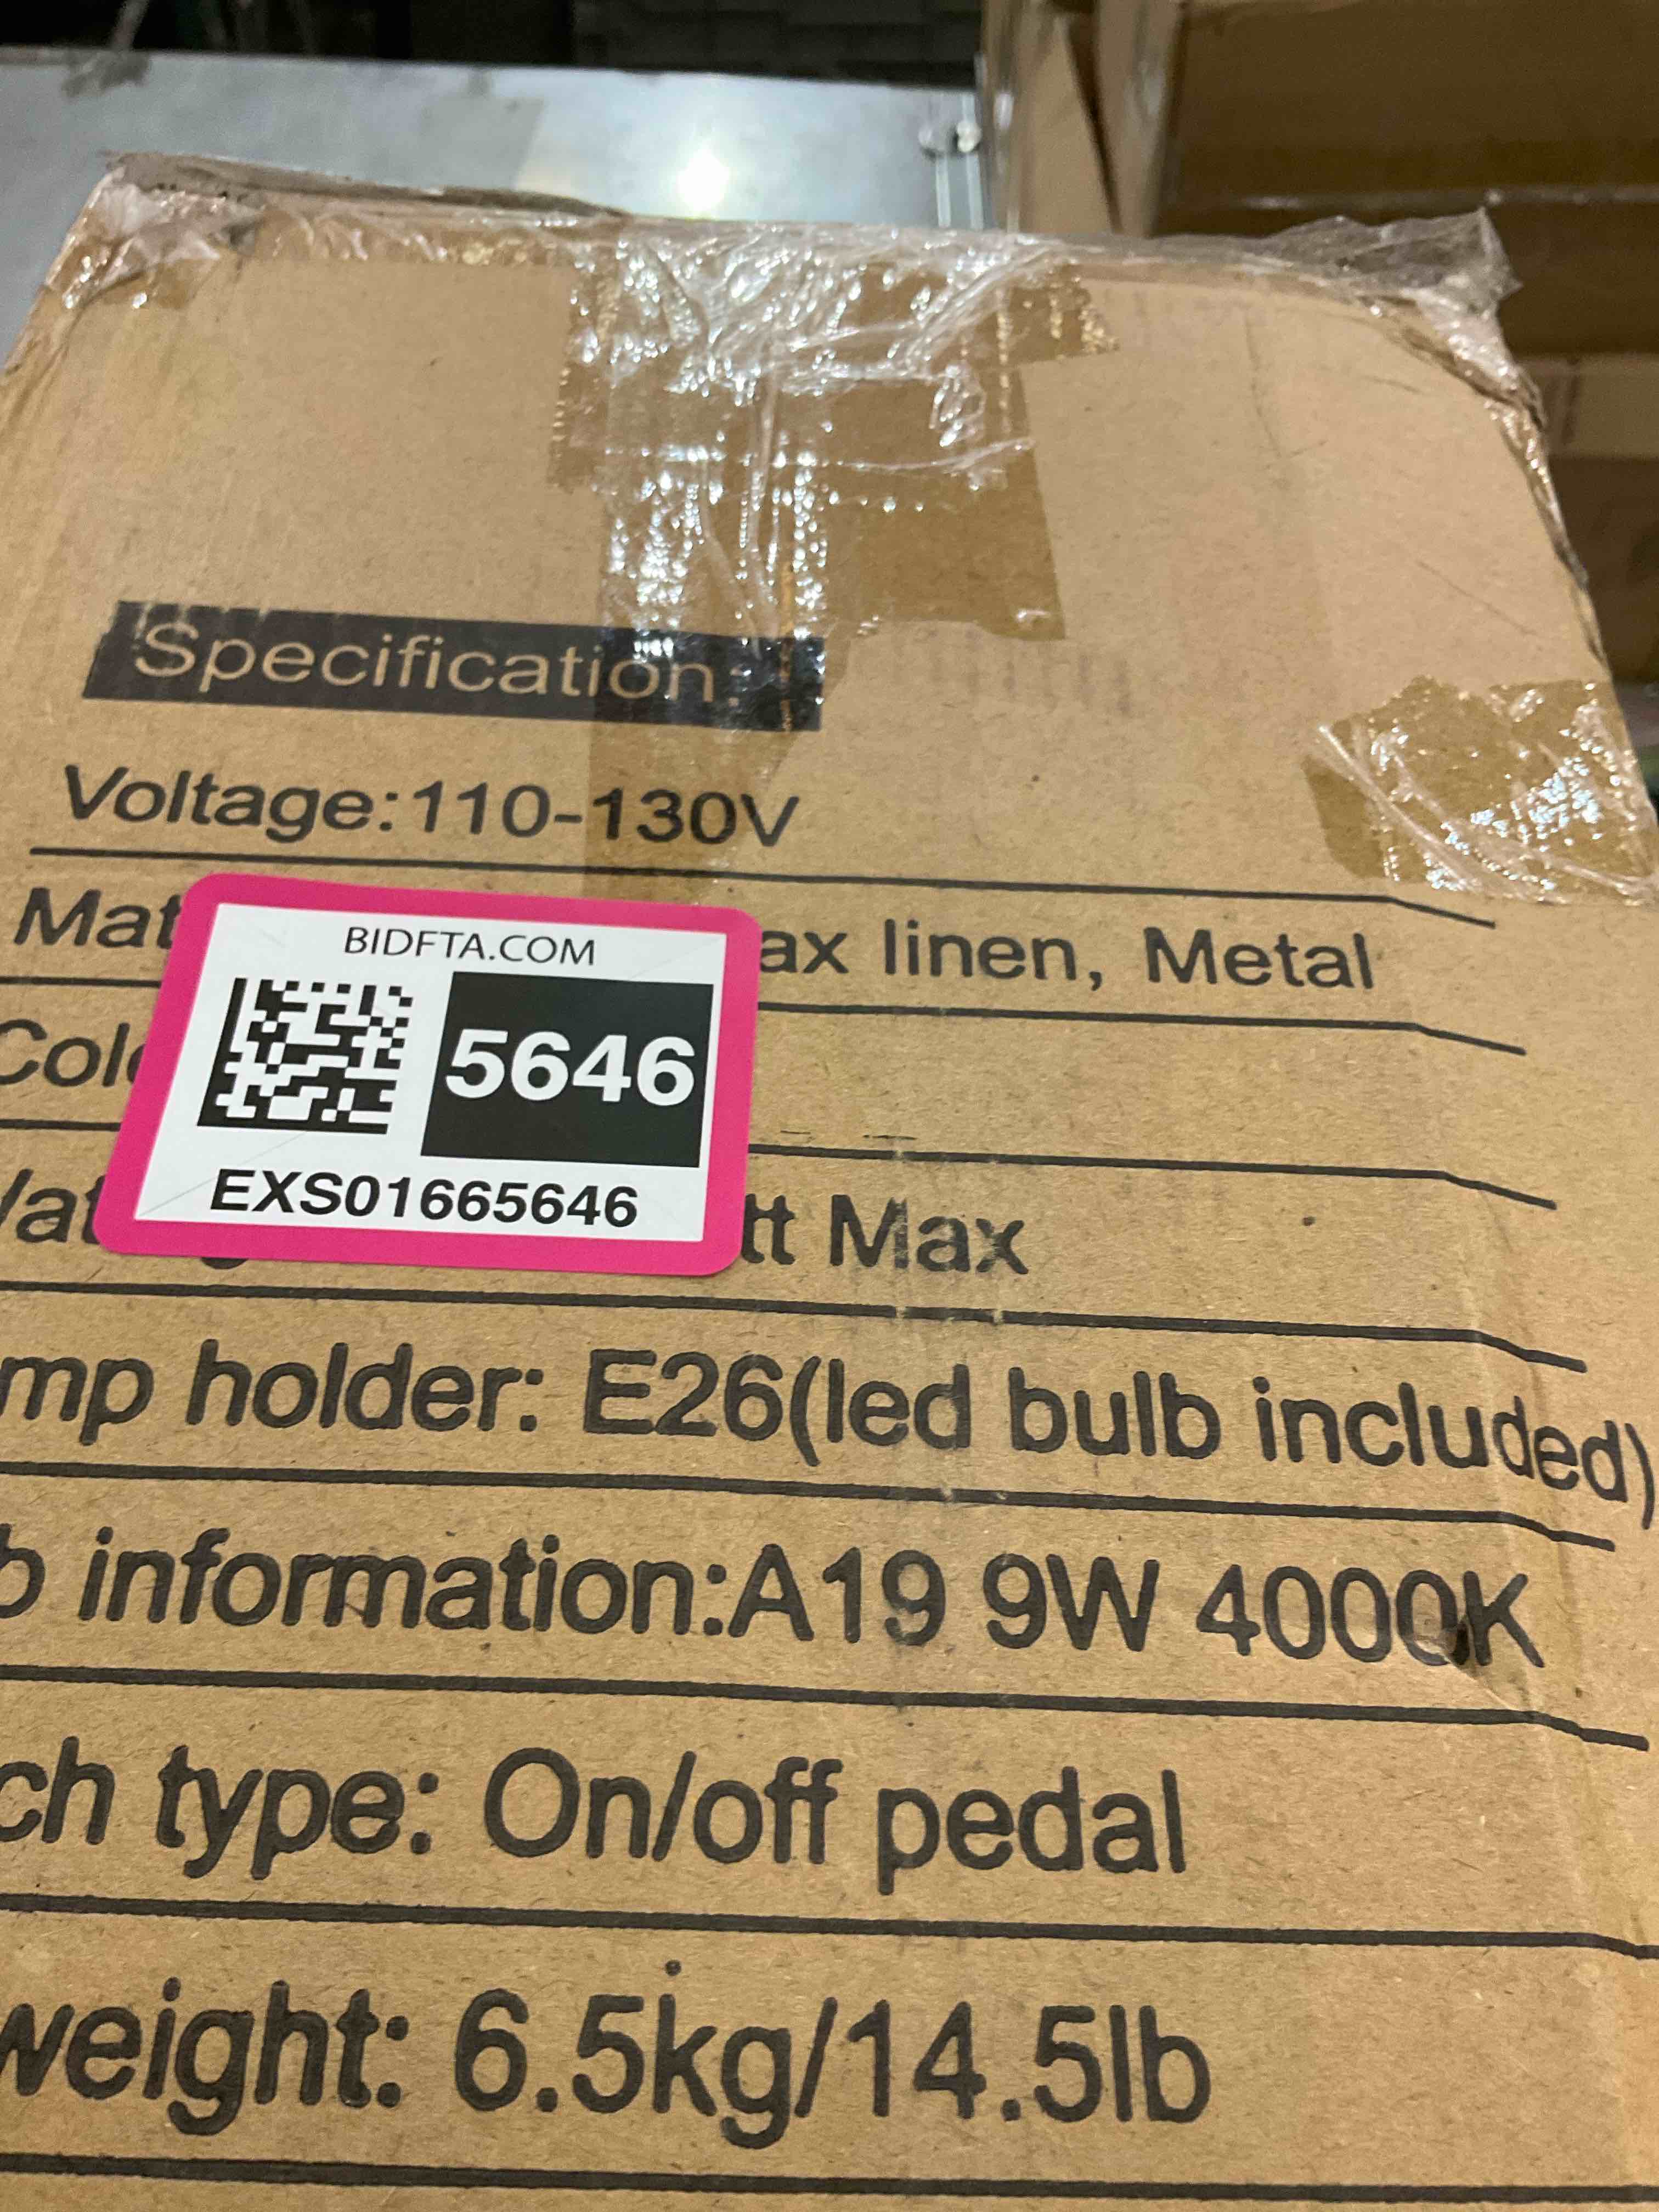 Specification:
Voltage:110-130V
Mat ax linen, Metal
BIDFTA.COM
Col
5646
EXS01665646
Wat tt Max
mp holder: E26(led bulb included)
b information:A19 9W 4000K
ch type: On/off pedal
weight: 6.5kg/14.5lb